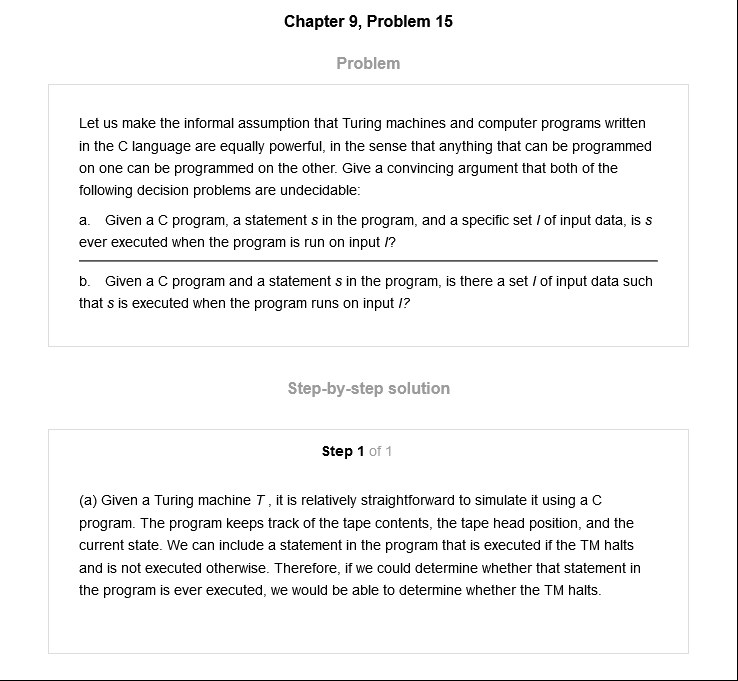 Chapter 9, Problem 15
Problem
Let us make the informal assumption that Turing machines and computer programs written
in the C language are equally powerful, in the sense that anything that can be programmed
on one can be programmed on the other. Give a convincing argument that both of the
following decision problems are undecidable:
a. Given a C program, a statement s in the program, and a specific set I of input data, is s
ever executed when the program is run on input I?
b. Given a C program and a statement s in the program, is there a set I of input data such
that s is executed when the program runs on input I?
Step-by-step solution
Step 1 of 1
(a) Given a Turing machine T , it is relatively straightforward to simulate it using a C
program. The program keeps track of the tape contents, the tape head position, and the
current state. We can include a statement in the program that is executed if the TM halts
and is not executed otherwise. Therefore, if we could determine whether that statement in
the program is ever executed, we would be able to determine whether the TM halts.